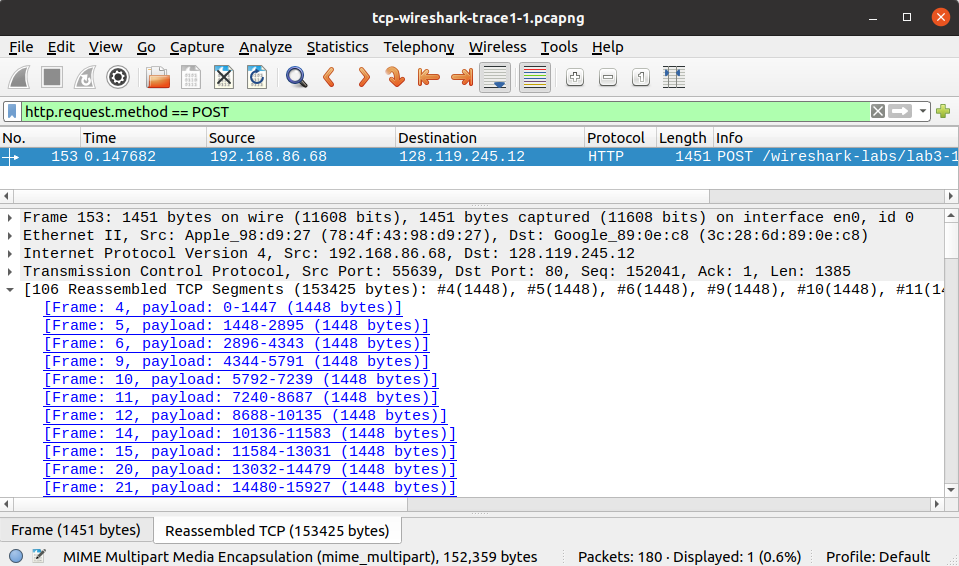 tcp-wireshark-trace1-1.pcapng
File Edit View Go Capture Analyze Statistics Telephony Wireless Tools Help
http.request.method == POST
No. Time Source Destination Protocol Length Info
153 0.147682 192.168.86.68 128.119.245.12 HTTP 1451 POST /wireshark-labs/lab3-1
Frame 153: 1451 bytes on wire (11608 bits), 1451 bytes captured (11608 bits) on interface en0, id 0
Ethernet II, Src: Apple_98:d9:27 (78:4f:43:98:d9:27), Dst: Google_89:0e:c8 (3c:28:6d:89:0e:c8)
Internet Protocol Version 4, Src: 192.168.86.68, Dst: 128.119.245.12
Transmission Control Protocol, Src Port: 55639, Dst Port: 80, Seq: 152041, Ack: 1, Len: 1385
[106 Reassembled TCP Segments (153425 bytes): #4(1448), #5(1448), #6(1448), #9(1448), #10(1448), #11(14
[Frame: 4, payload: 0-1447 (1448 bytes)]
[Frame: 5, payload: 1448-2895 (1448 bytes)]
[Frame: 6, payload: 2896-4343 (1448 bytes)]
[Frame: 9, payload: 4344-5791 (1448 bytes)]
[Frame: 10, payload: 5792-7239 (1448 bytes)]
[Frame: 11, payload: 7240-8687 (1448 bytes)]
[Frame: 12, payload: 8688-10135 (1448 bytes)]
[Frame: 14, payload: 10136-11583 (1448 bytes)]
[Frame: 15, payload: 11584-13031 (1448 bytes)]
[Frame: 20, payload: 13032-14479 (1448 bytes)]
[Frame: 21, payload: 14480-15927 (1448 bytes)]
Frame (1451 bytes) Reassembled TCP (153425 bytes)
MIME Multipart Media Encapsulation (mime_multipart), 152,359 bytes Packets: 180 · Displayed: 1 (0.6%) Profile: Default